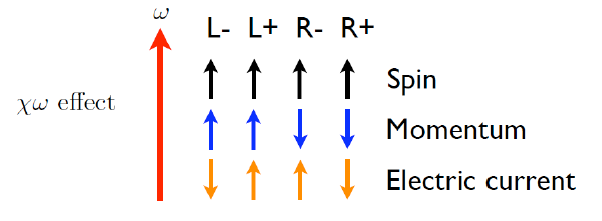 ω
L- L+ R- R+
Spin
χω effect
Momentum
Electric current